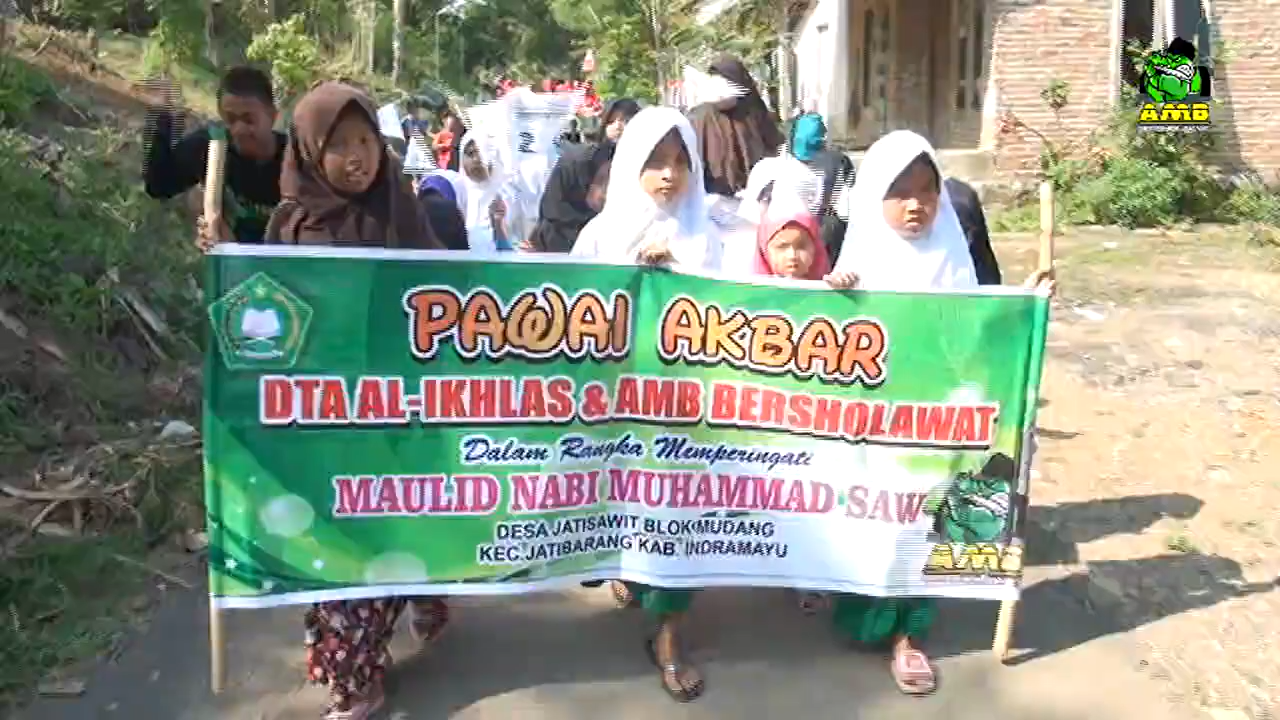 AMB
PAWAI AKBAR
DTA AL-IKHLAS & AMB BERSHOLAWAT
Dalam Rangka Memperingati
MAULID NABI MUHAMMAD SAW
DESA JATISAWIT BLOK MUDANG
KEC.JATIBARANG KAB. INDRAMAYU
AMB